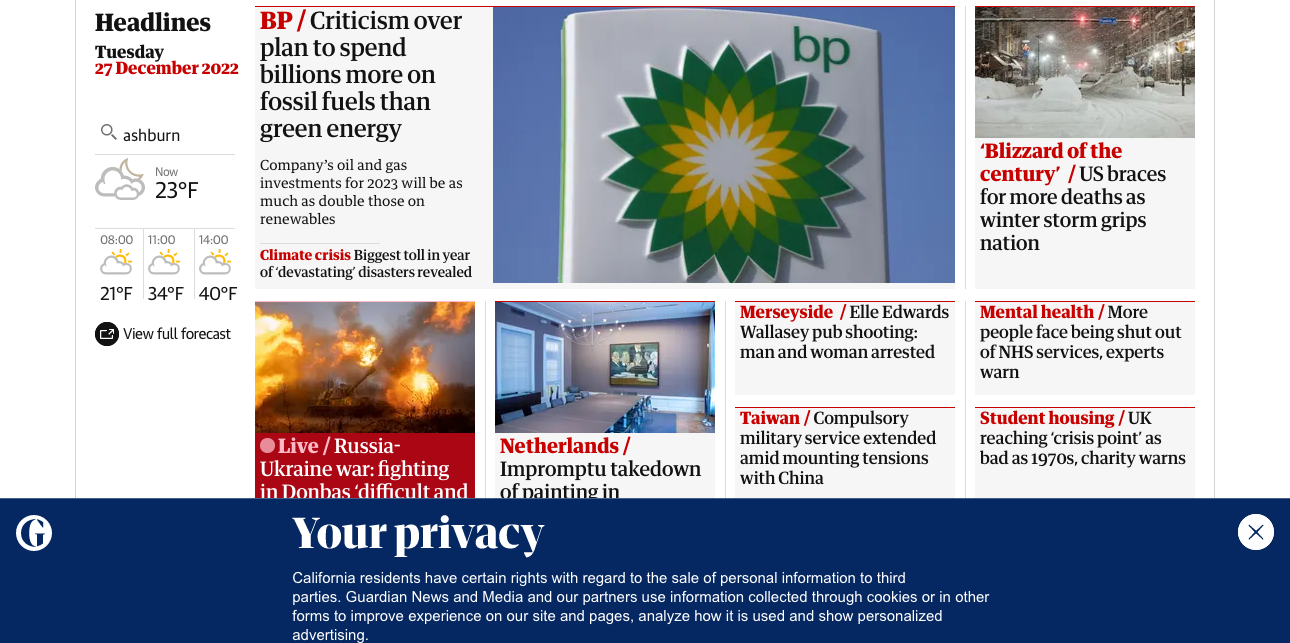 Headlines
Tuesday
27 December 2022
ashburn
Now
23°F
08:00
11:00
14:00
21°F
34°F
40°F
View full forecast
BP / Criticism over
plan to spend
billions more on
fossil fuels than
green energy
Company's oil and gas
investments for 2023 will be as
much as double those on
renewables
Climate crisis Biggest toll in year
of 'devastating' disasters revealed
bp
'Blizzard of the
century' / US braces
for more deaths as
winter storm grips
nation
Live / Russia-
Ukraine war: fighting
in Donbas 'difficult and
Netherlands /
Impromptu takedown
of painting in
Merseyside / Elle Edwards
Wallasey pub shooting:
man and woman arrested
Taiwan / Compulsory
military service extended
amid mounting tensions
with China
Mental health / More
people face being shut out
of NHS services, experts
warn
Student housing / UK
reaching 'crisis point' as
bad as 1970s, charity warns
G
Your privacy
California residents have certain rights with regard to the sale of personal information to third
parties. Guardian News and Media and our partners use information collected through cookies or in other
forms to improve experience on our site and pages, analyze how it is used and show personalized
advertising.